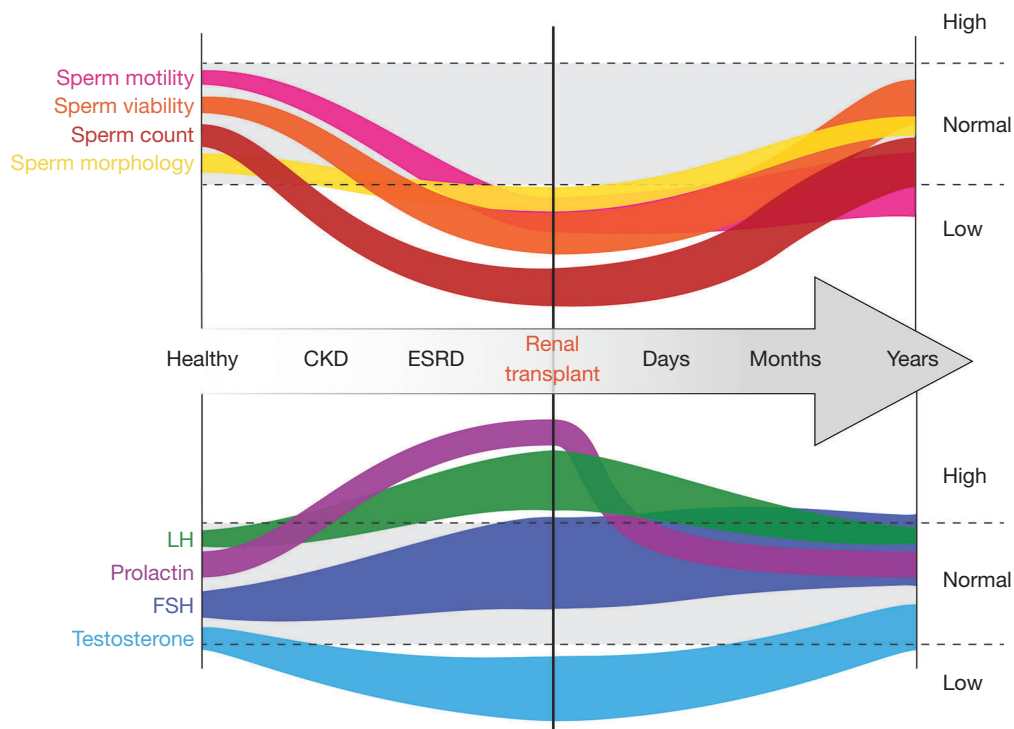 High
Sperm motility
Sperm viability
Sperm count
Sperm morphology
Normal
Low
Healthy
CKD
ESRD
Renal
transplant
Days
Months
Years
High
LH
Prolactin
FSH
Testosterone
Normal
Low